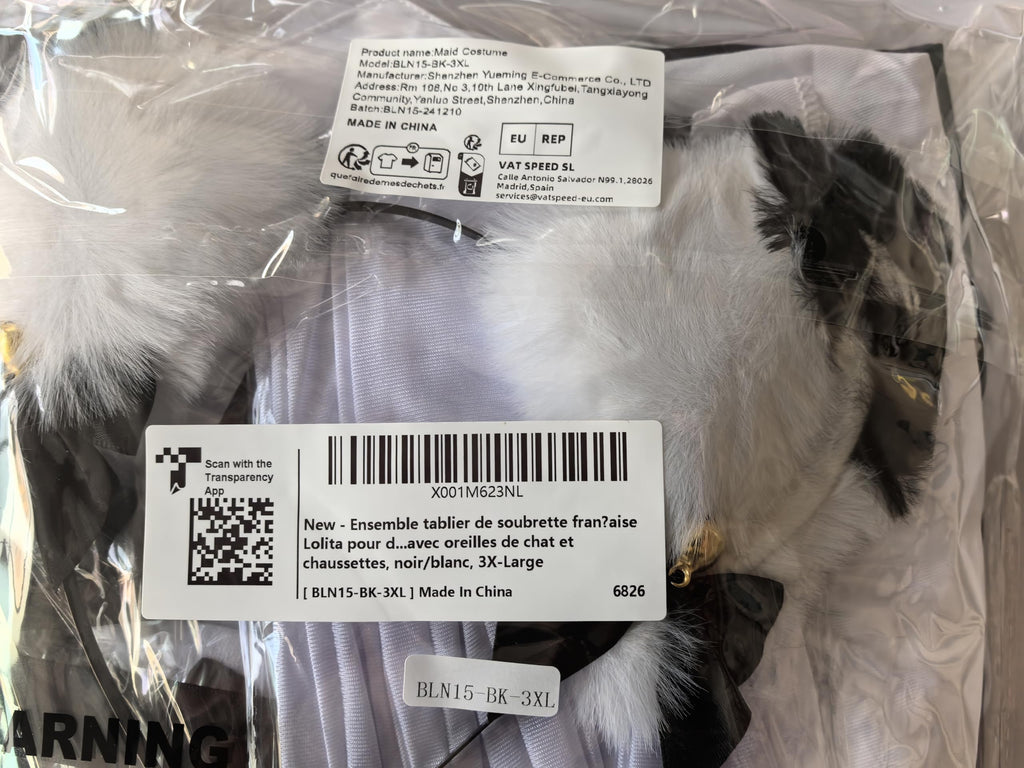 Product name:Maid Costume
Model:BLN15-BK-3XL
Manufacturer:Shenzhen Yueming E-Commerce Co., LTD
Address:Rm 108,No 3,10th Lane Xingfubei,Tangxiayong
Community,Yanluo Street,Shenzhen,China
Batch:BLN15-241210
MADE IN CHINA
EU REP
FR
VAT SPEED SL
Calle Antonio Salvador N99.1,28026
Madrid,Spain
services@vatspeed-eu.com
quefairedemesdechets.fr
Scan with the
Transparency
App
X001M623NL
New - Ensemble tablier de soubrette fran?aise
Lolita pour d...avec oreilles de chat et
chaussettes, noir/blanc, 3X-Large
[ BLN15-BK-3XL ] Made In China
6826
BLN15-BK-3XL
ARNING